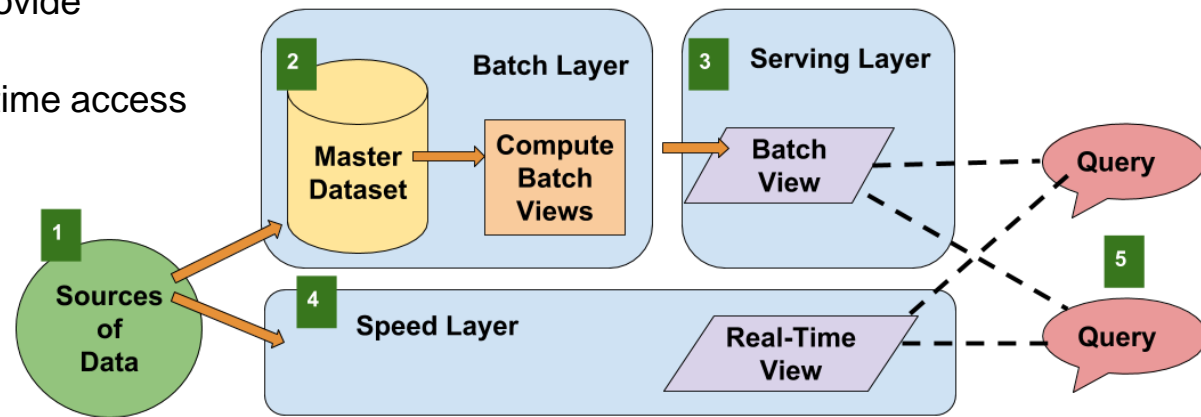 ovide
ime access
1
Sources
of
Data
2
Batch Layer
Master
Dataset
Compute
Batch
Views
3
Serving Layer
Batch
View
4
Speed Layer
Real-Time
View
Query
5
Query